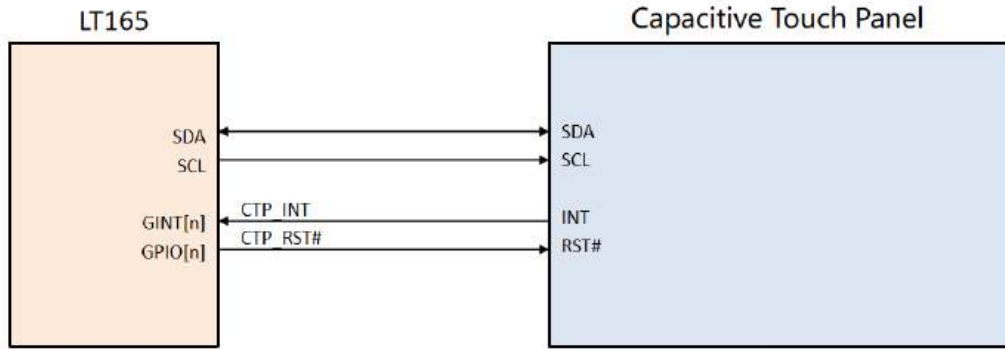 LT165
Capacitive Touch Panel
SDA
SDA
SCL
SCL
GINT[n]
CTP_INT
INT
GPIO[n]
CTP_RST#
RST#